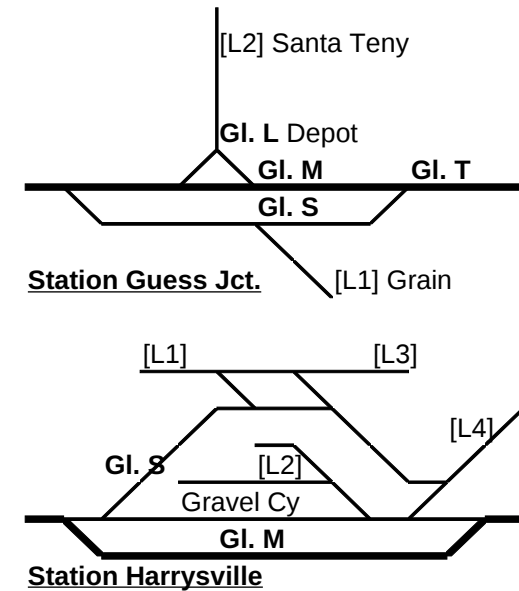 [L2] Santa Teny
Gl. L Depot
Gl. M
Gl. T
Gl. S
Station Guess Jct.
[L1] Grain
[L1]
[L3]
[L4]
Gl. S
[L2]
Gravel Cy
Gl. M
Station Harrysville